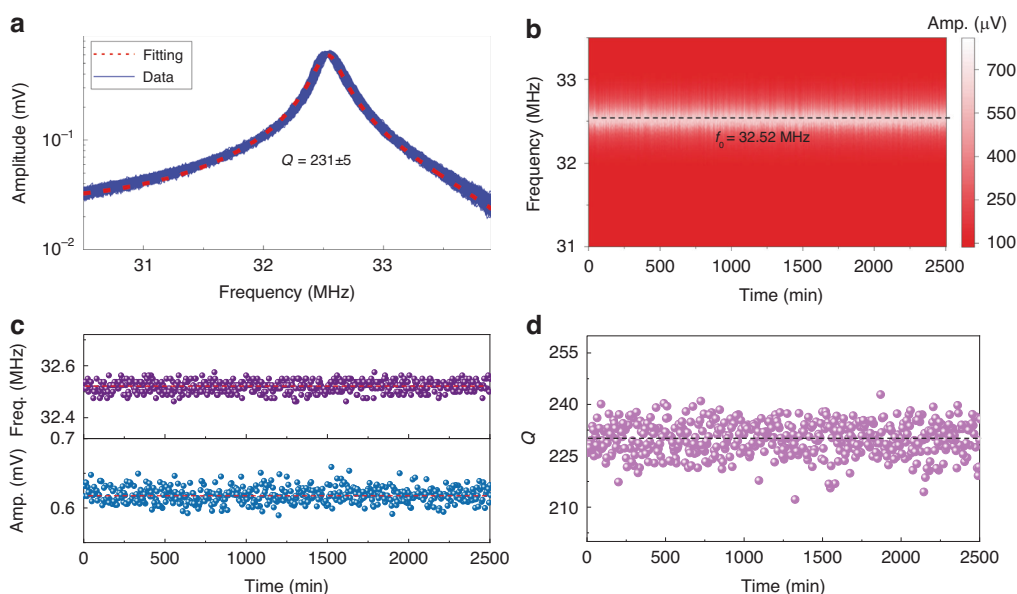 a
Fitting
Data
Q = 231±5
10⁻¹
10⁻²
Amplitude (mV)
31
32
33
Frequency (MHz)
b
Amp. (μV)
700
500
400
250
100
f₀ = 32.52 MHz
33
32
31
Frequency (MHz)
0
500
1000
1500
2000
2500
Time (min)
c
32.6
32.4
Freq. (MHz)
0.7
0.6
Amp. (mV)
0
500
1000
1500
2000
2500
Time (min)
d
255
240
225
210
Q
0
500
1000
1500
2000
2500
Time (min)